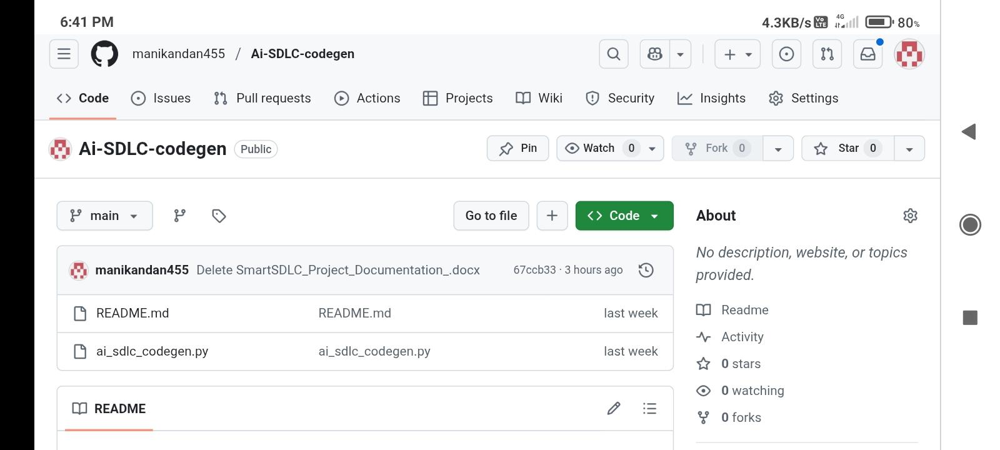 6:41 PM
4.3KB/s Vo LTE 4G 80%
manikandan455 / Ai-SDLC-codegen
Code Issues Pull requests Actions Projects Wiki Security Insights Settings
Ai-SDLC-codegen Public
Pin Watch 0 Fork 0 Star 0
main Go to file Code
manikandan455 Delete SmartSDLC_Project_Documentation_.docx 67ccb33 · 3 hours ago
README.md README.md last week
ai_sdlc_codegen.py ai_sdlc_codegen.py last week
README
About
No description, website, or topics
provided.
Readme
Activity
0 stars
0 watching
0 forks